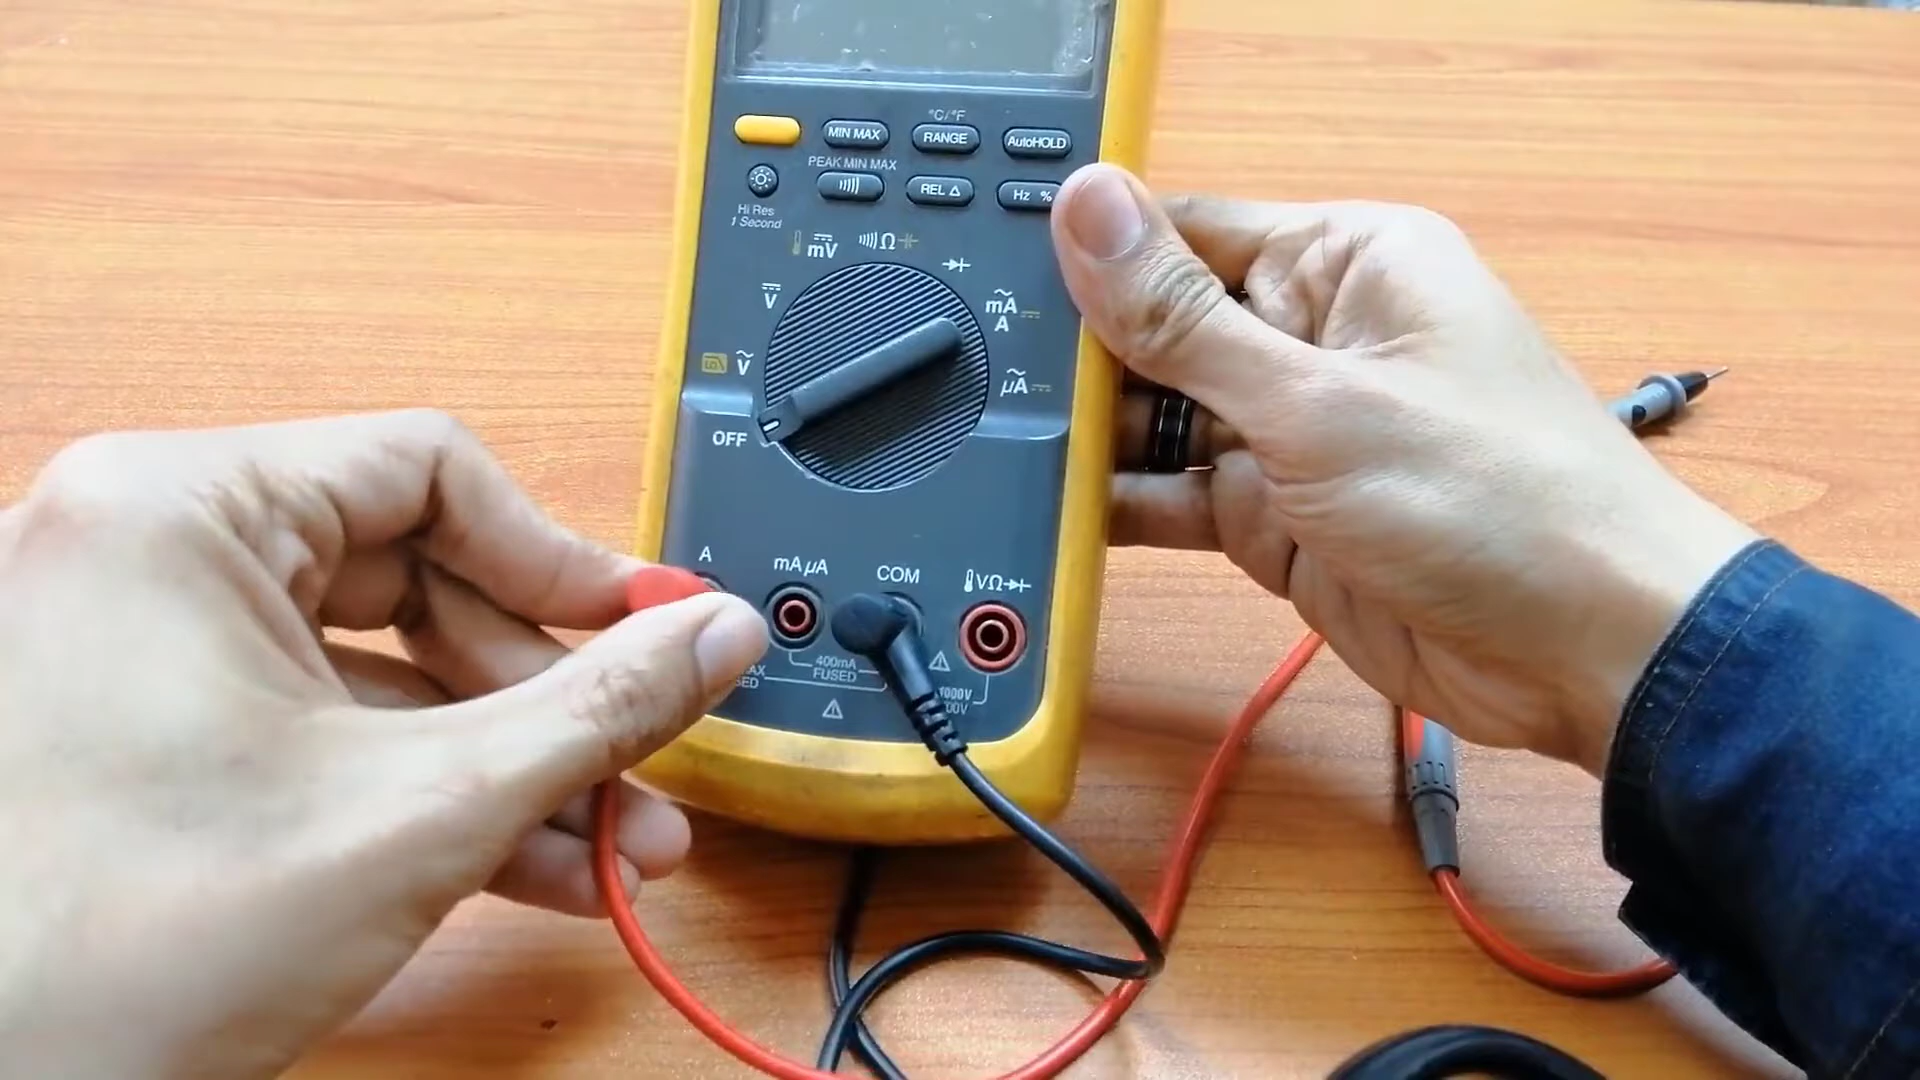 °C/°F
MIN MAX RANGE AutoHOLD
PEAK MIN MAX
REL Δ Hz %
Hi Res
1 Second
mV Ω
V
mA
A
V
µA
OFF
A mA µA COM VΩ
400mA
FUSED
1000V